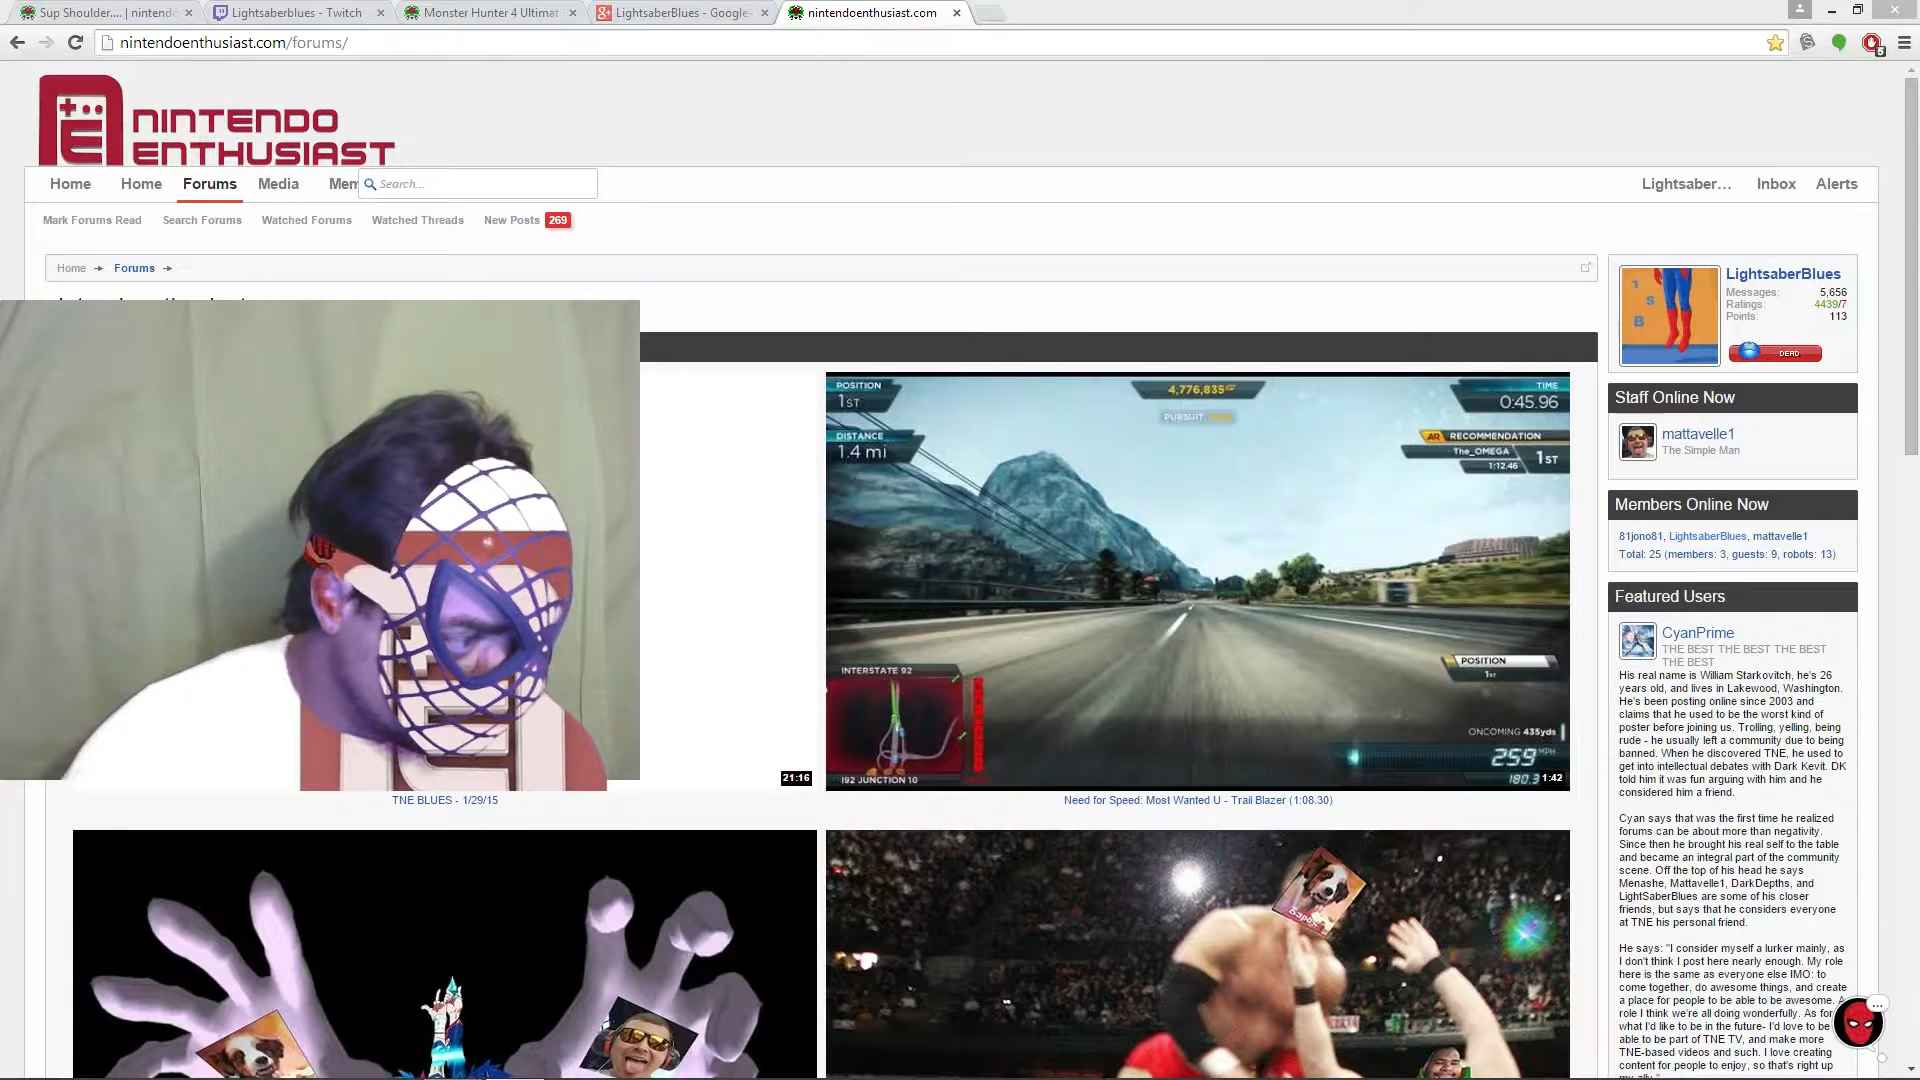 Sup Shoulder.... | nintendo
Lightsaberblues - Twitch
Monster Hunter 4 Ultimat
LightsaberBlues - Google+
nintendoenthusiast.com
nintendoenthusiast.com/forums/
NINTENDO
ENTHUSIAST
Home
Home
Forums
Media
Mem
Search...
Lightsaber...
Inbox
Alerts
Mark Forums Read
Search Forums
Watched Forums
Watched Threads
New Posts
269
Home
Forums
LightsaberBlues
Messages: 5,656
Ratings: 4439/7
Points: 113
DEAD
L
S
B
Staff Online Now
mattavelle1
The Simple Man
Members Online Now
81jono81, LightsaberBlues, mattavelle1
Total: 25 (members: 3, guests: 9, robots: 13)
Featured Users
CyanPrime
THE BEST THE BEST THE BEST
THE BEST
His real name is William Starkovitch, he's 26
years old, and lives in Lakewood, Washington.
He's been posting online since 2003 and
claims that he used to be the worst kind of
poster before joining us. Trolling, yelling, being
rude - he usually left a community due to being
banned. When he discovered TNE, he used to
get into intellectual debates with Dark Kevit. DK
told him it was fun arguing with him and he
considered him a friend.
Cyan says that was the first time he realized
forums can be about more than negativity.
Since then he brought his real self to the table
and became an integral part of the community
scene. Off the top of his head he says
Menashe, Mattavelle1, DarkDepths, and
LightSaberBlues are some of his closer
friends, but says that he considers everyone
at TNE his personal friend.
He says: "I consider myself a lurker mainly, as
I don't think I post here nearly enough. My role
here is the same as everyone else IMO: to
come together, do awesome things, and create
a place for people to be able to be awesome. A
role I think we're all doing wonderfully. As for
what I'd like to be in the future- I'd love to be
able to be part of TNE TV, and make more
TNE-based videos and such. I love creating
content for people to enjoy, so that's right up
my alley."
POSITION
1ST
DISTANCE
1.4 mi
4,776,835
PURSUIT
TIME
0:45.96
AR RECOMMENDATION
The_OMEGA
1:12.46
1ST
POSITION
1st
INTERSTATE 92
I92 JUNCTION 10
ONCOMING 435yds
259 MPH
180.3
1:42
21:16
TNE BLUES - 1/29/15
Need for Speed: Most Wanted U - Trail Blazer (1:08.30)